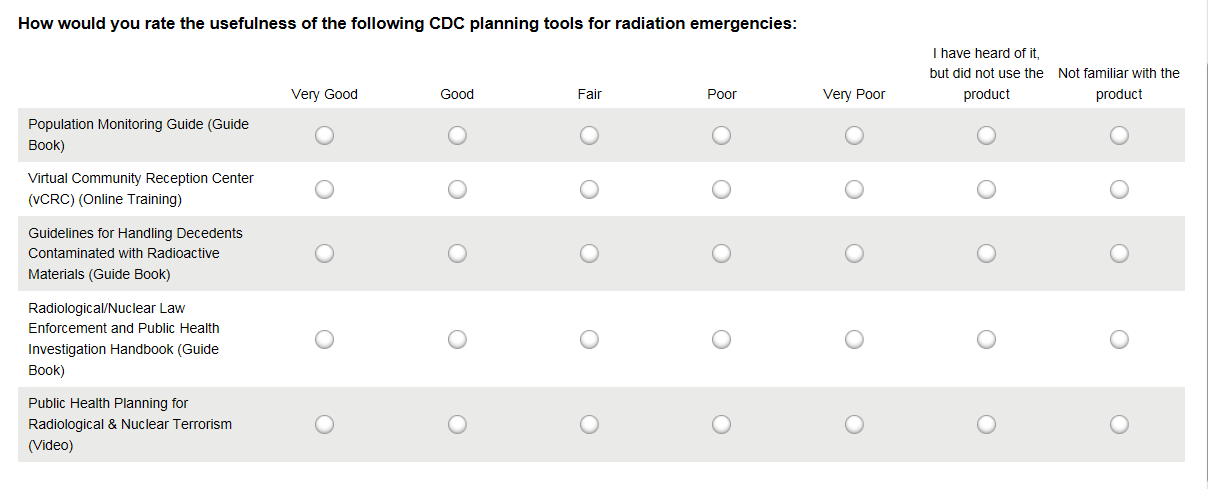 How would you rate the usefulness of the following CDC planning tools for radiation emergencies:
I have heard of it,
but did not use the Not familiar with the
Very Good Good Fair Poor Very Poor product product
Population Monitoring Guide (Guide
Book)
Virtual Community Reception Center
(vCRC) (Online Training)
Guidelines for Handling Decedents
Contaminated with Radioactive
Materials (Guide Book)
Radiological/Nuclear Law
Enforcement and Public Health
Investigation Handbook (Guide
Book)
Public Health Planning for
Radiological & Nuclear Terrorism
(Video)